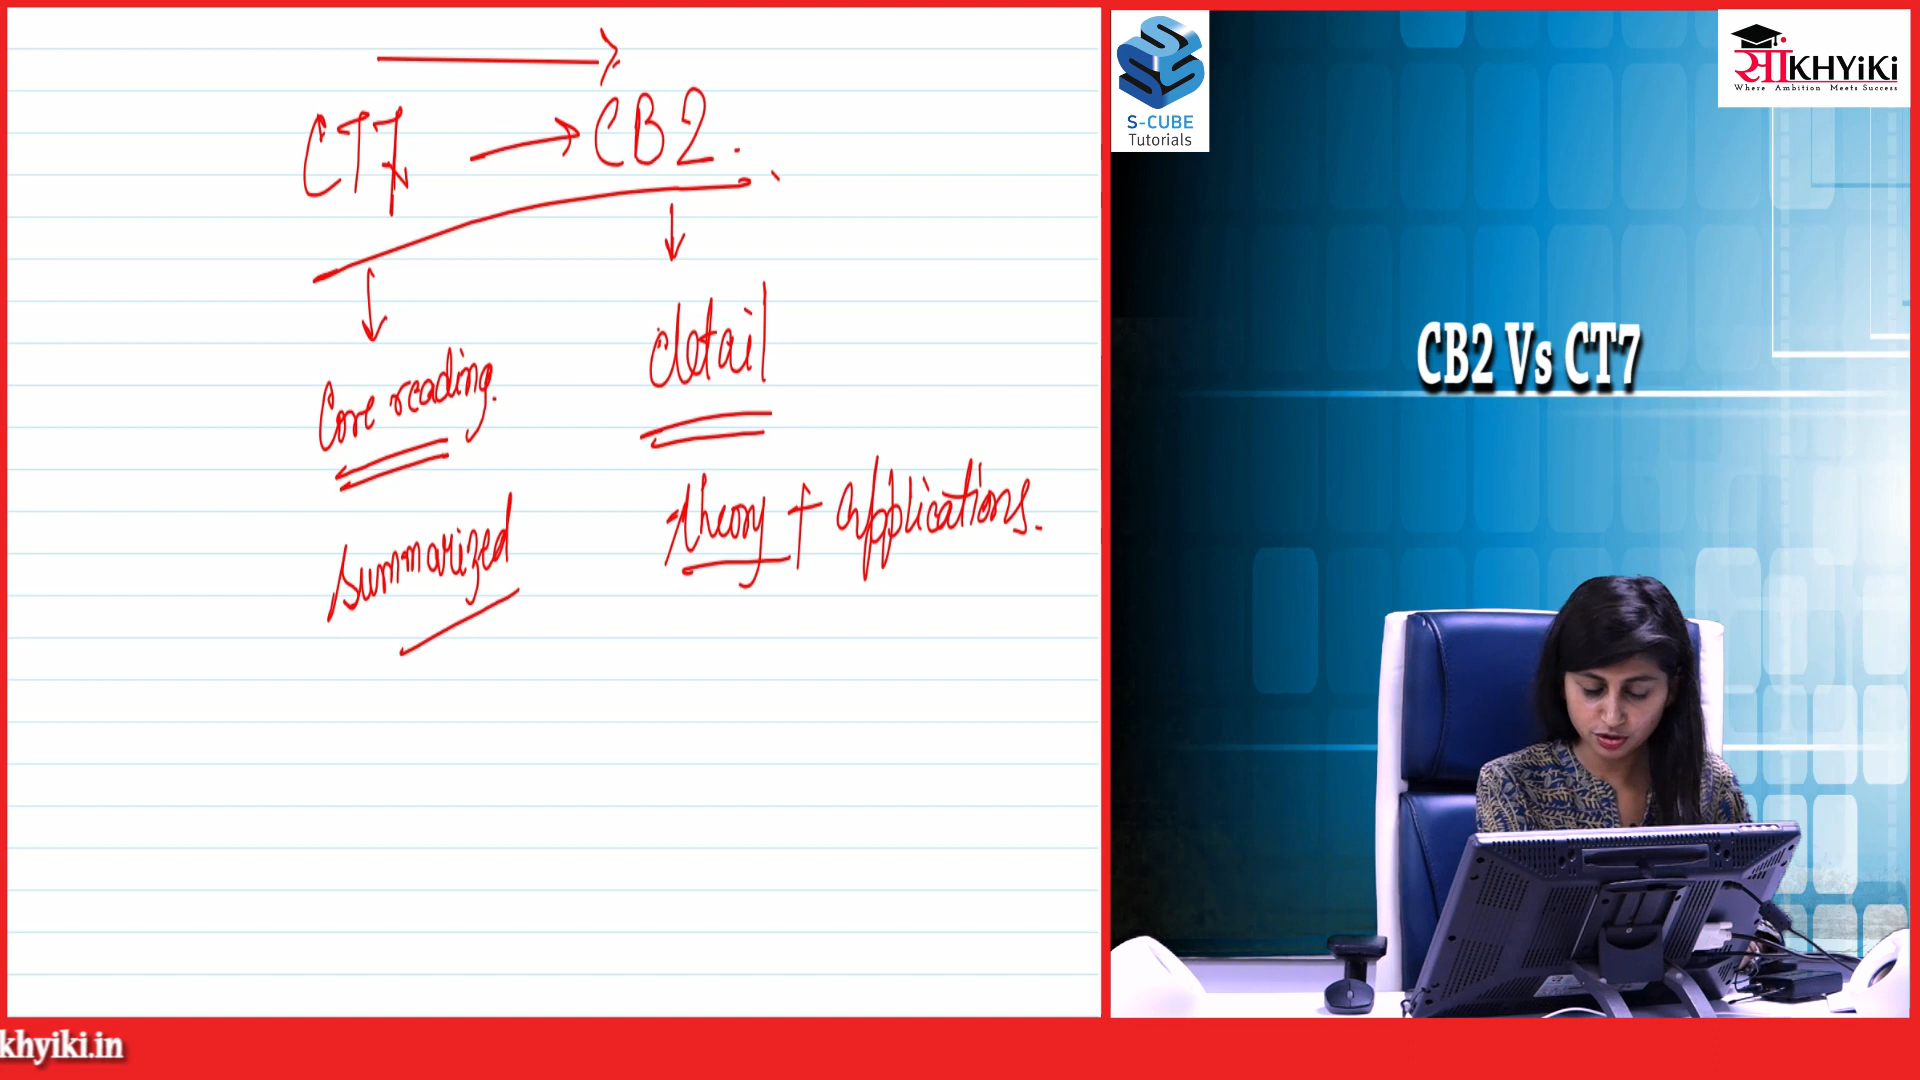 CT7 → CB2.
Core reading.
detail
summarized
theory + applications.
S-CUBE
Tutorials
सांKHYiKi
Where Ambition Meets Success
CB2 Vs CT7
khyiki.in